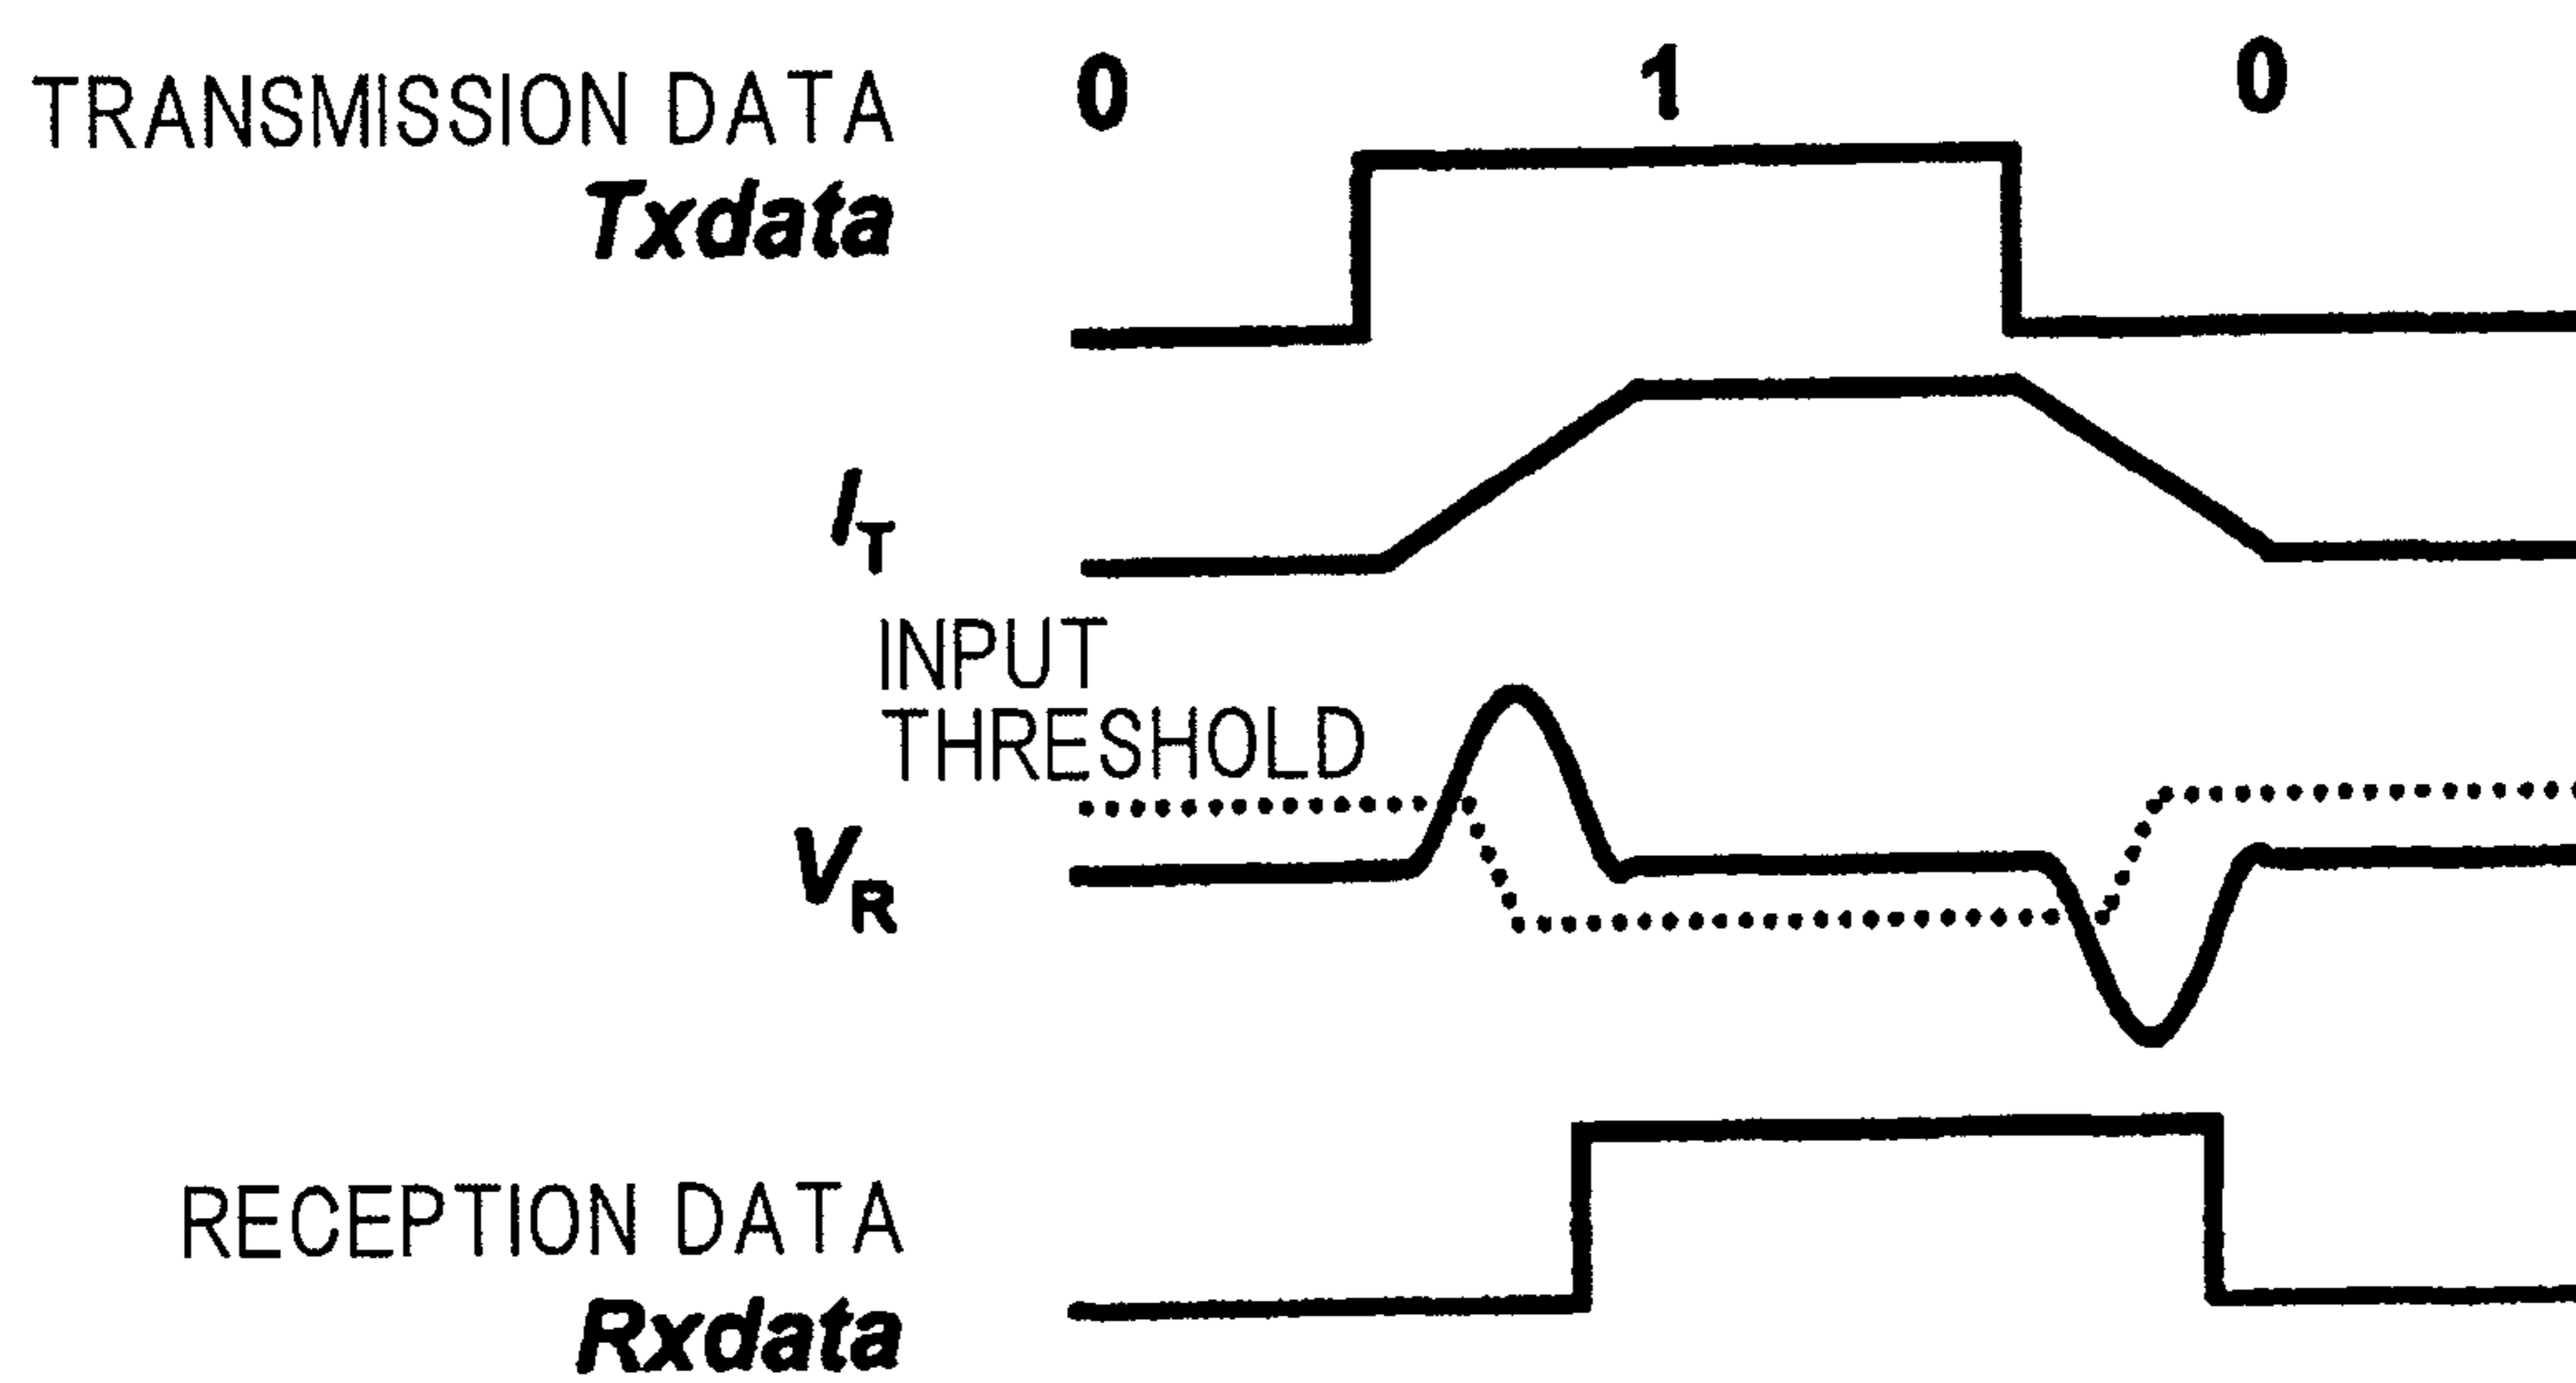 TRANSMISSION DATA
Txdata
0 1 0
I_T
INPUT
THRESHOLD
V_R
RECEPTION DATA
Rxdata